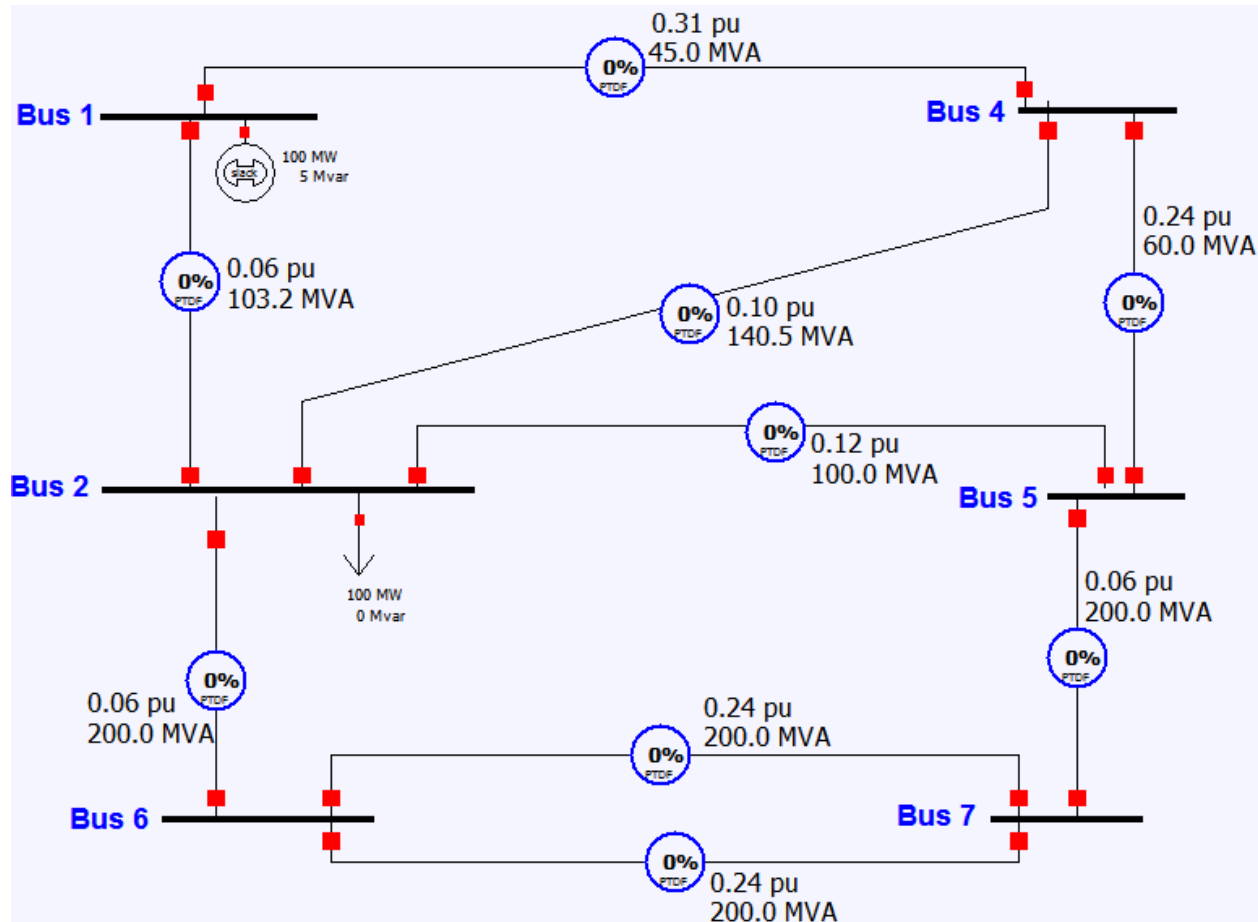 0.31 pu
45.0 MVA
0%
PTDF
Bus 1
Bus 4
slack
100 MW
5 Mvar
0.24 pu
60.0 MVA
0%
PTDF
0.06 pu
103.2 MVA
0%
PTDF
0.10 pu
140.5 MVA
0%
PTDF
0%
PTDF
0.12 pu
100.0 MVA
Bus 2
Bus 5
100 MW
0 Mvar
0.06 pu
200.0 MVA
0%
PTDF
0%
PTDF
0.06 pu
200.0 MVA
0.24 pu
200.0 MVA
0%
PTDF
Bus 6
Bus 7
0%
PTDF
0.24 pu
200.0 MVA